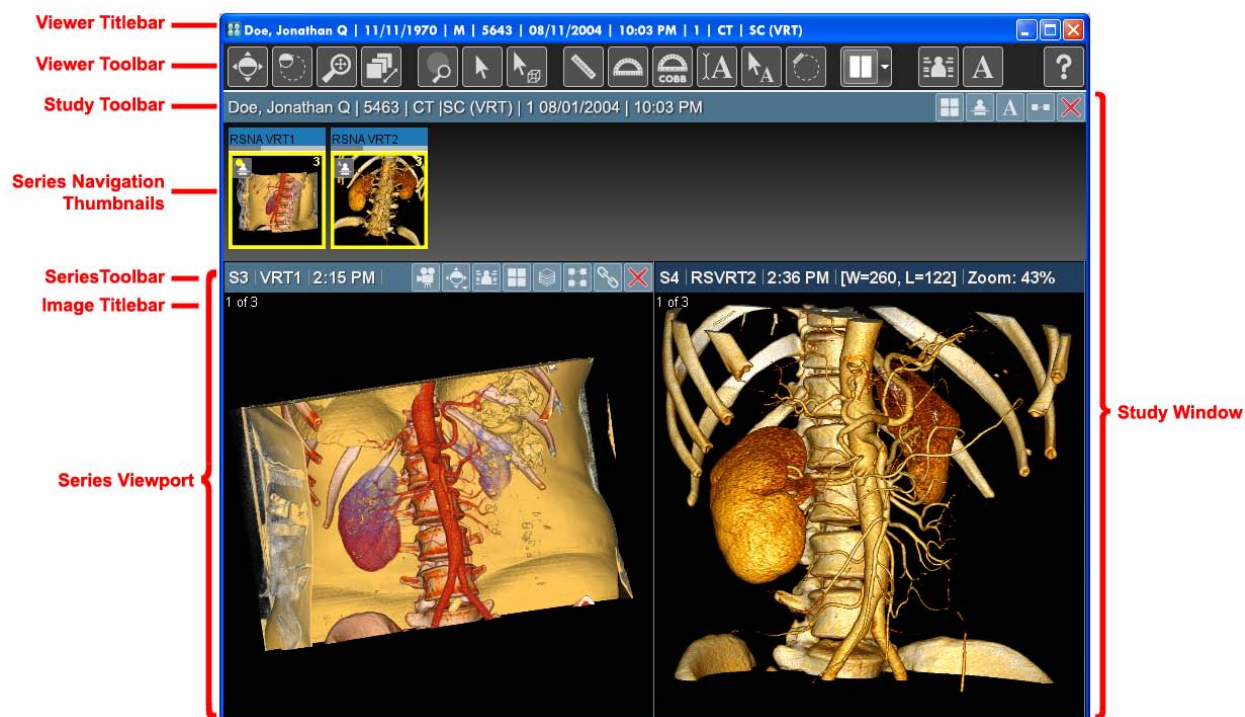 Viewer Titlebar
Doe, Jonathan Q | 11/11/1970 | M | 5643 | 08/11/2004 | 10:03 PM | 1 | CT | SC (VRT)
Viewer Toolbar
COBB
A
A
A
?
Study Toolbar
Doe, Jonathan Q | 5463 | CT |SC (VRT) | 1 08/01/2004 | 10:03 PM
A
RSNA VRT1
RSNA VRT2
3
A
3
Series Navigation
Thumbnails
SeriesToolbar
S3 | VRT1 | 2:15 PM |
S4 | RSVRT2 | 2:36 PM | [W=260, L=122] | Zoom: 43%
Image Titlebar
1 of 3
1 of 3
Study Window
Series Viewport